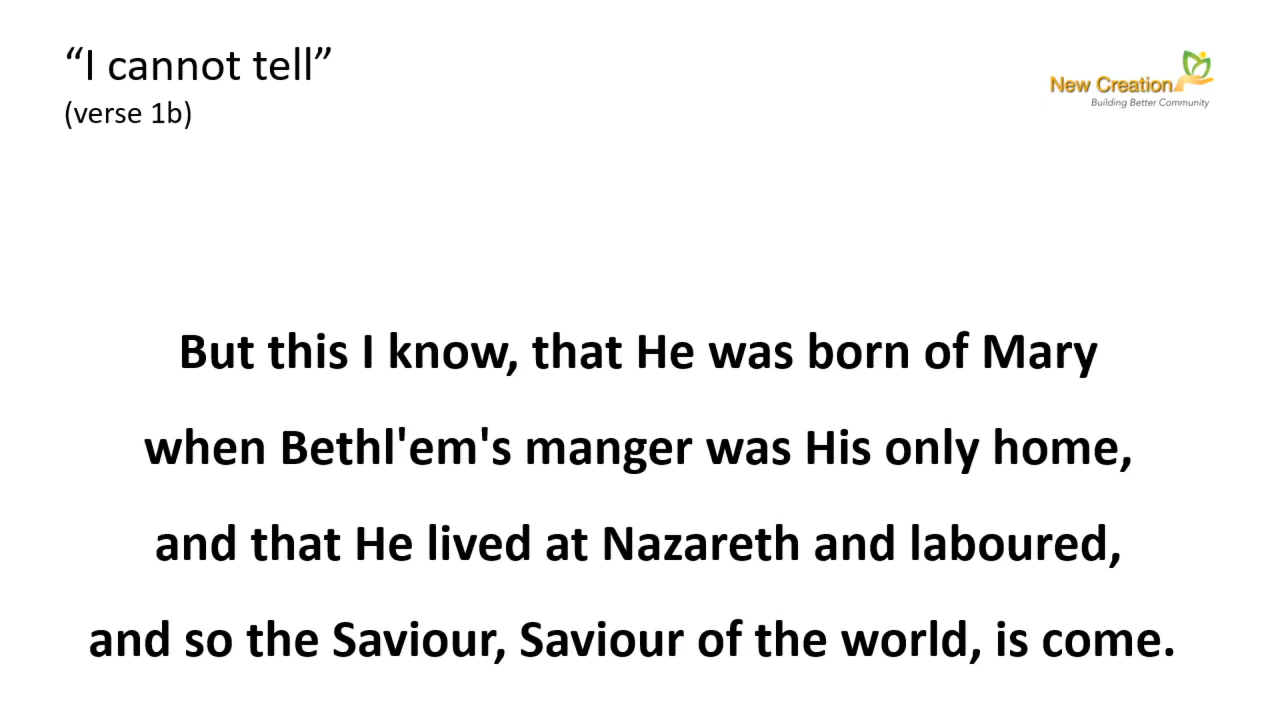 “I cannot tell”
(verse 1b)
New Creation
Building Better Community
But this I know, that He was born of Mary
when Bethl'em's manger was His only home,
and that He lived at Nazareth and laboured,
and so the Saviour, Saviour of the world, is come.